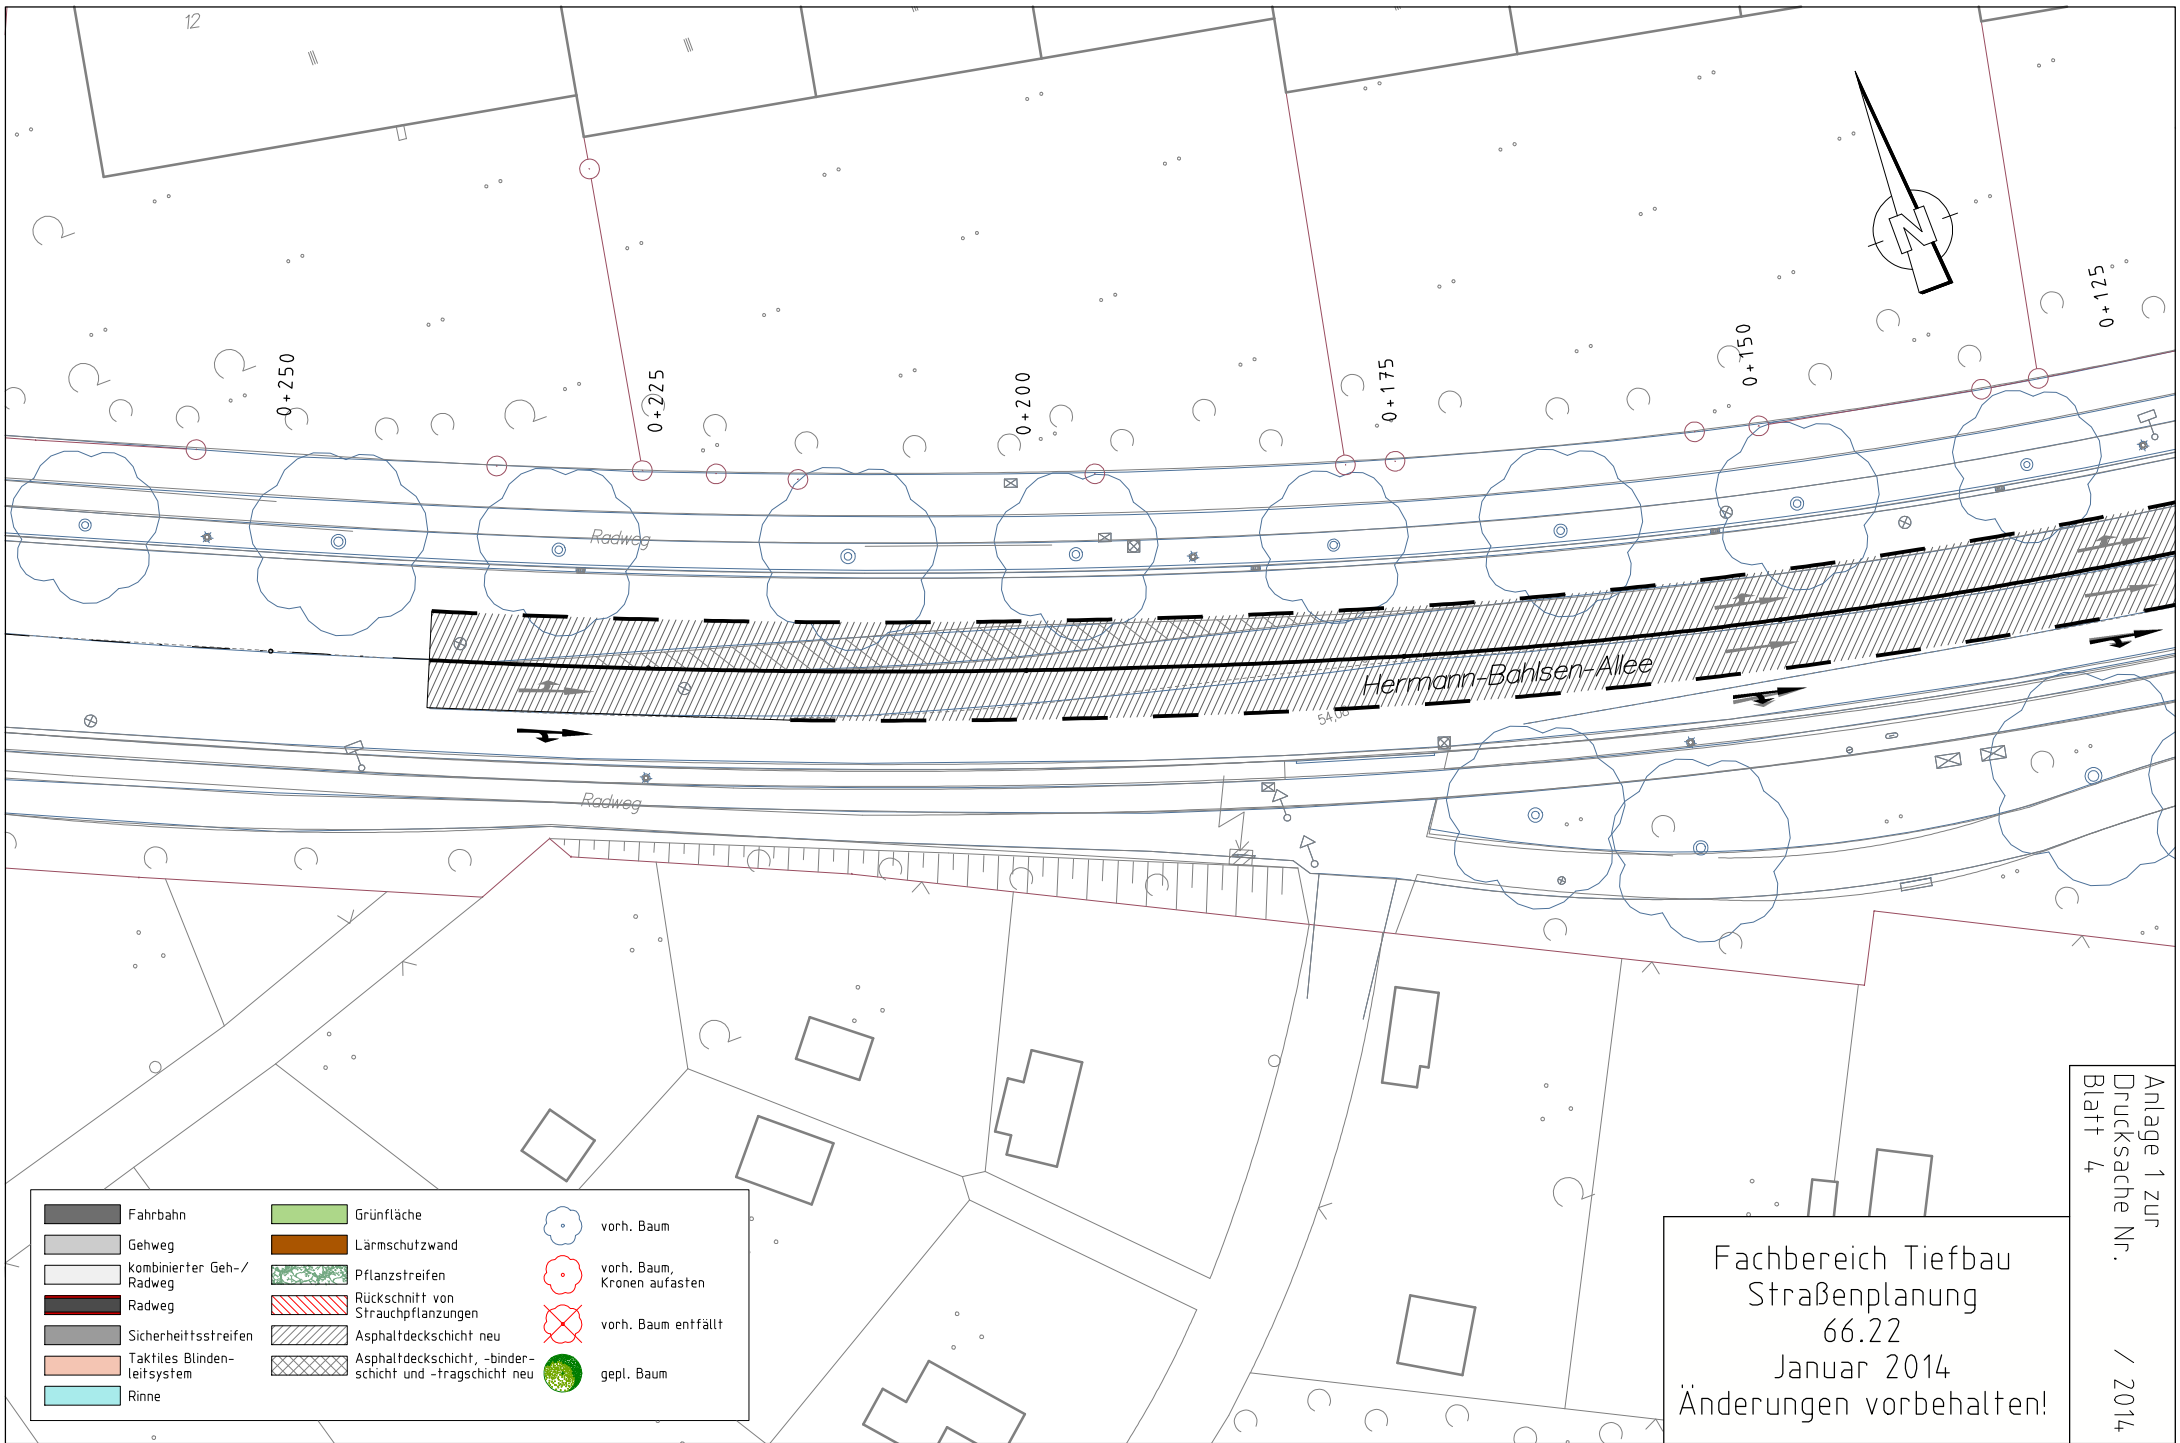 12
N
0+250
0+225
0+200
0+175
0+150
0+125
Radweg
Hermann-Bahlsen-Allee
54,06
Radweg
Fahrbahn
Gehweg
kombinierter Geh-/
Radweg
Radweg
Sicherheittsstreifen
Taktiles Blinden-
leitsystem
Rinne
Grünfläche
Lärmschutzwand
Pflanzstreifen
Rückschnitt von
Strauchpflanzungen
Asphaltdeckschicht neu
Asphaltdeckschicht, -binder-
schicht und -tragschicht neu
vorh. Baum
vorh. Baum,
Kronen aufasten
vorh. Baum entfällt
gepl. Baum
Fachbereich Tiefbau
Straßenplanung
66.22
Januar 2014
Änderungen vorbehalten!
Anlage 1 zur
Drucksache Nr. / 2014
Blatt 4